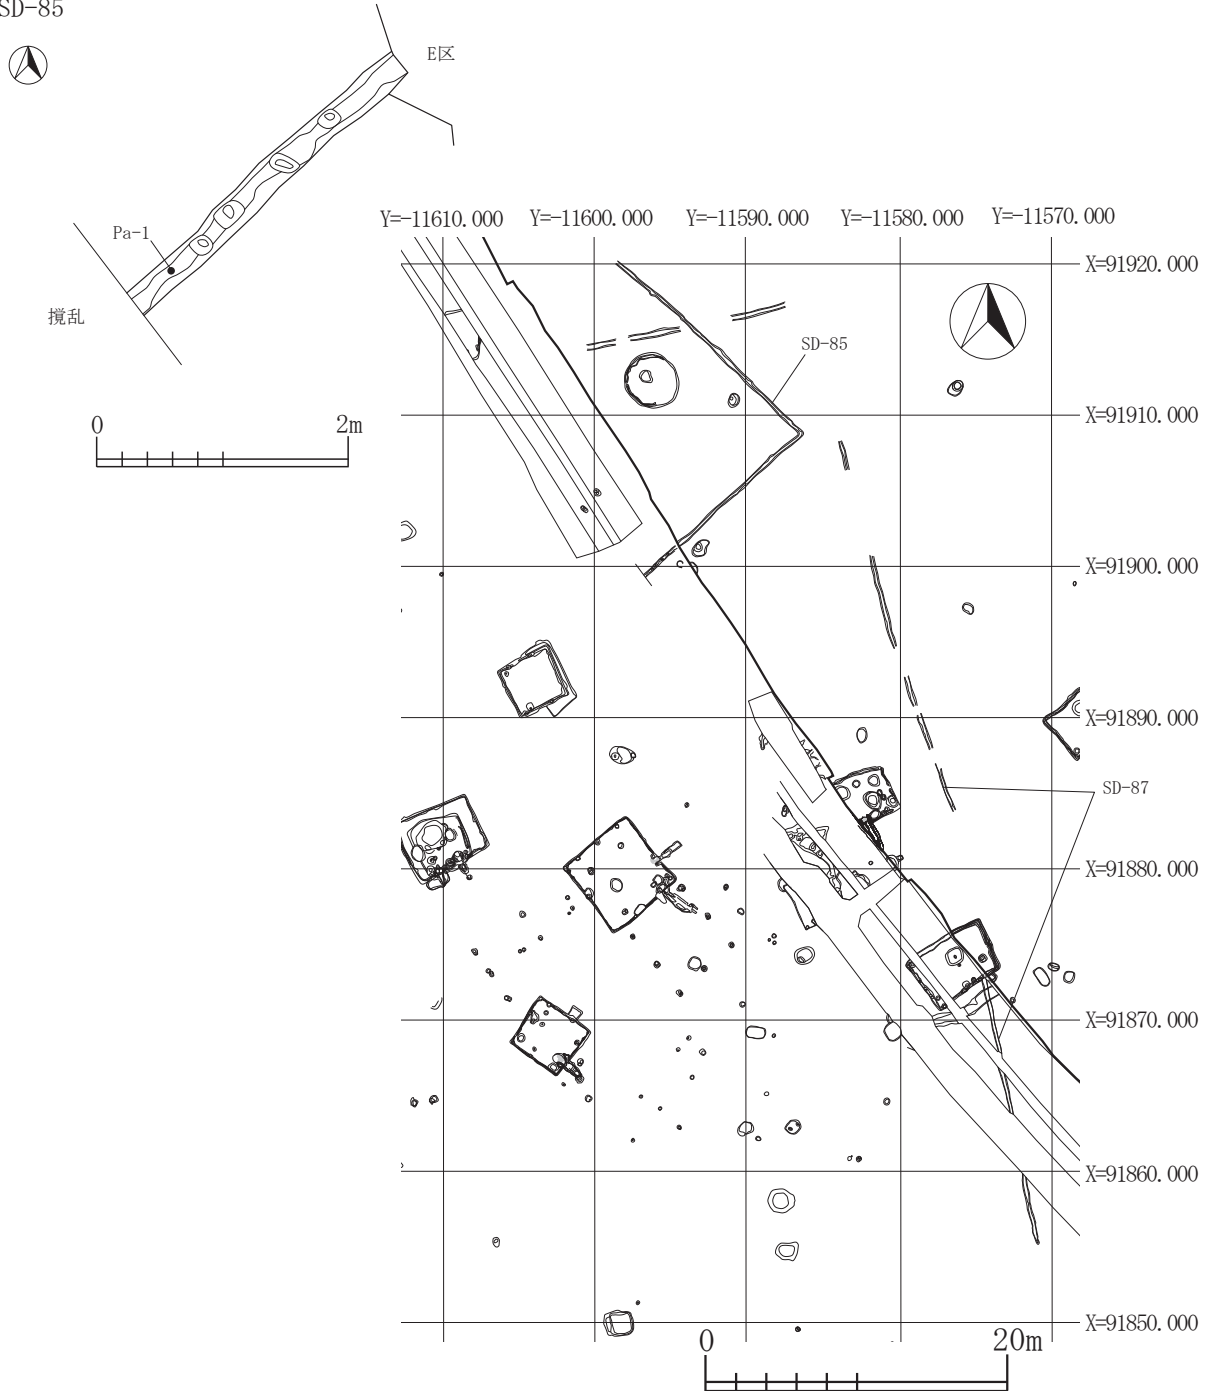 SD-85
E区
Pa-1
撹乱
0 2m
Y=-11610.000 Y=-11600.000 Y=-11590.000 Y=-11580.000 Y=-11570.000
X=91920.000
SD-85
X=91910.000
X=91900.000
X=91890.000
SD-87
X=91880.000
X=91870.000
X=91860.000
X=91850.000
0 20m